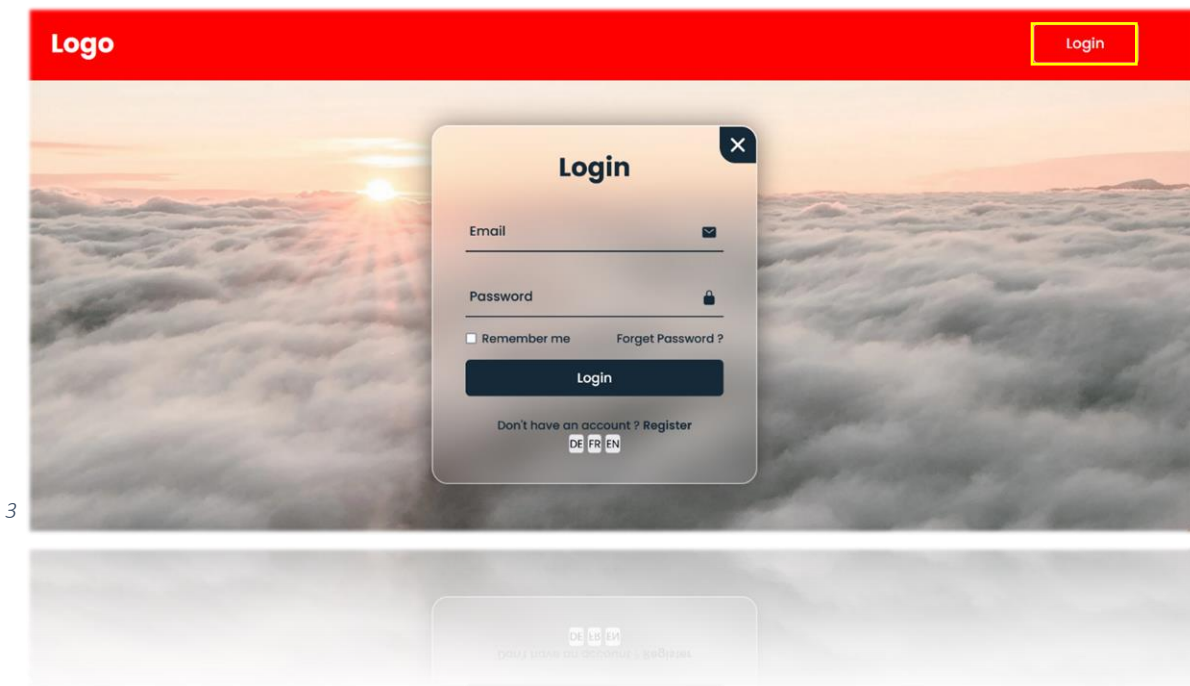 Logo
Login
Login
Email
Password
Remember me
Forget Password ?
Login
Don't have an account ? Register
DE FR EN
3